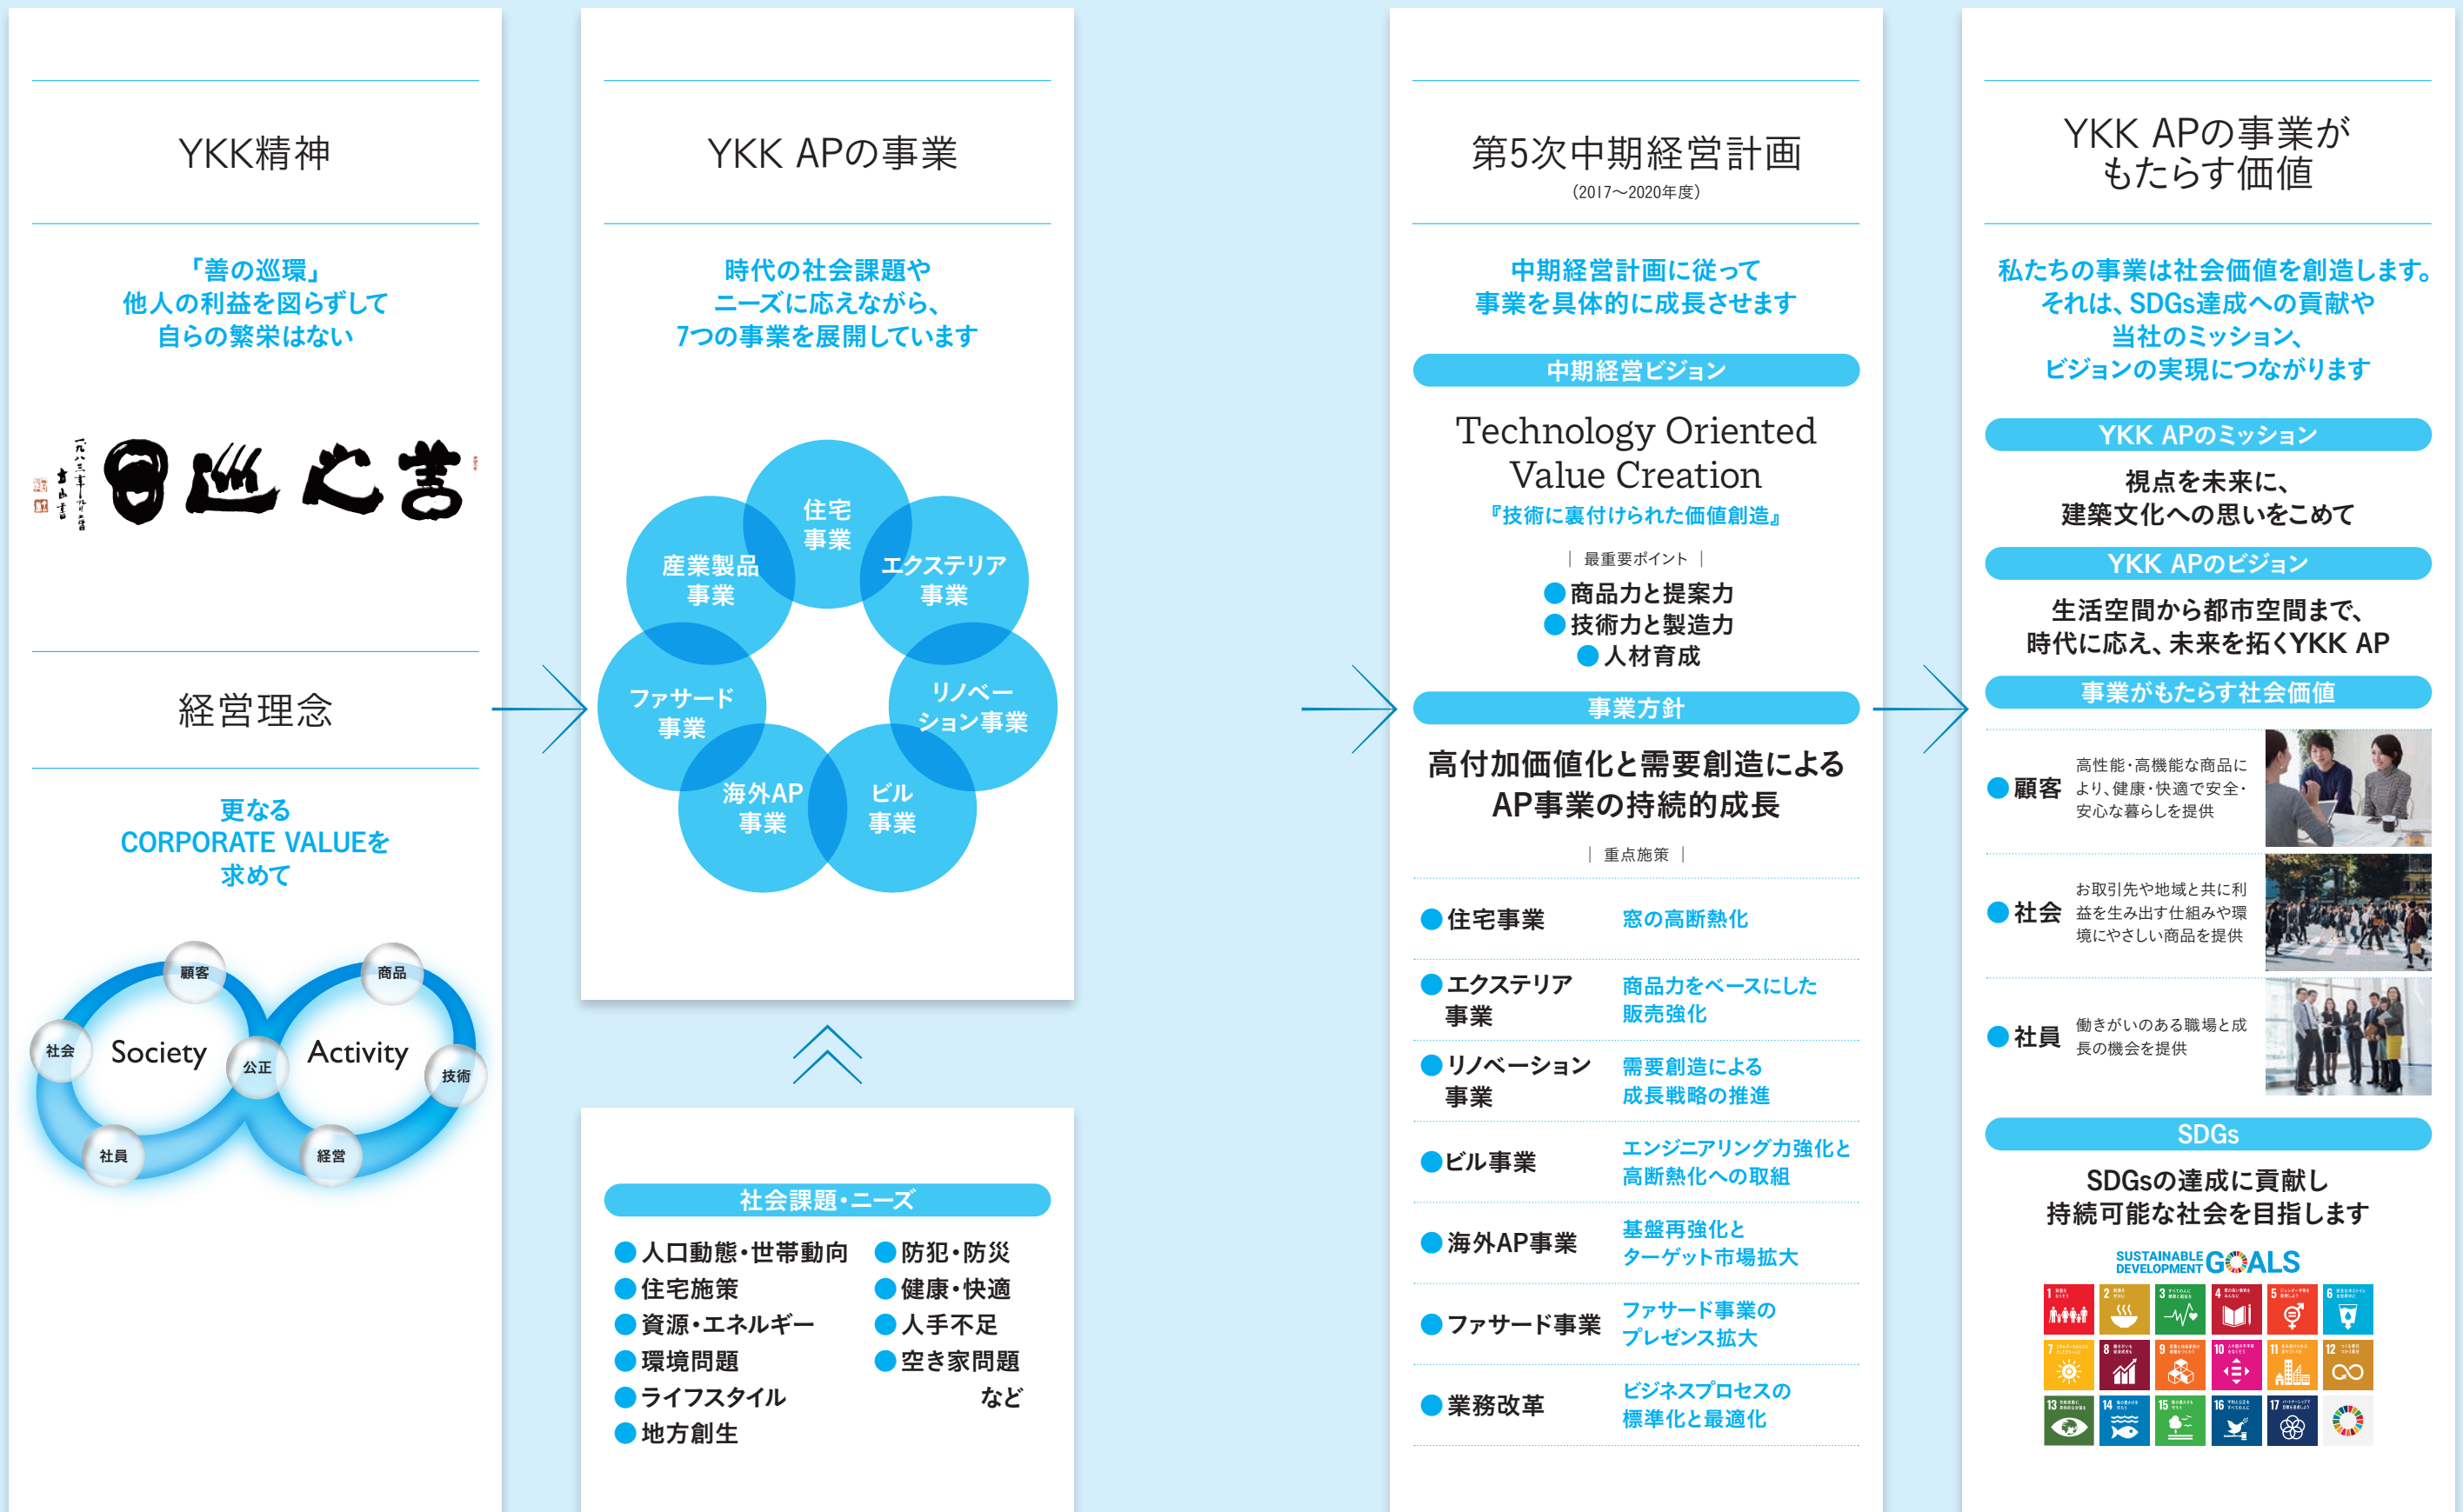 YKK精神
「善の巡環」
他人の利益を図らずして
自らの繁栄はない
善之巡環
経営理念
更なる
CORPORATE VALUEを
求めて
顧客
商品
社会
Society
公正
Activity
技術
社員
経営
YKK APの事業
時代の社会課題や
ニーズに応えながら、
7つの事業を展開しています
住宅
事業
エクステリア
事業
リノベー
ション事業
ビル
事業
海外AP
事業
ファサード
事業
産業製品
事業
社会課題・ニーズ
●人口動態・世帯動向
●住宅施策
●資源・エネルギー
●環境問題
●ライフスタイル
●地方創生
●防犯・防災
●健康・快適
●人手不足
●空き家問題
など
第5次中期経営計画
(2017〜2020年度)
中期経営計画に従って
事業を具体的に成長させます
中期経営ビジョン
Technology Oriented
Value Creation
『技術に裏付けられた価値創造』
| 最重要ポイント |
●商品力と提案力
●技術力と製造力
●人材育成
事業方針
高付加価値化と需要創造による
AP事業の持続的成長
| 重点施策 |
●住宅事業
窓の高断熱化
●エクステリア
事業
商品力をベースにした
販売強化
●リノベーション
事業
需要創造による
成長戦略の推進
●ビル事業
エンジニアリング力強化と
高断熱化への取組
●海外AP事業
基盤再強化と
ターゲット市場拡大
●ファサード事業
ファサード事業の
プレゼンス拡大
●業務改革
ビジネスプロセスの
標準化と最適化
YKK APの事業が
もたらす価値
私たちの事業は社会価値を創造します。
それは、SDGs達成への貢献や
当社のミッション、
ビジョンの実現につながります
YKK APのミッション
視点を未来に、
建築文化への思いをこめて
YKK APのビジョン
生活空間から都市空間まで、
時代に応え、未来を拓くYKK AP
事業がもたらす社会価値
●顧客
高性能・高機能な商品に
より、健康・快適で安全・
安心な暮らしを提供
●社会
お取引先や地域と共に利
益を生み出す仕組みや環
境にやさしい商品を提供
●社員
働きがいのある職場と成
長の機会を提供
SDGs
SDGsの達成に貢献し
持続可能な社会を目指します
SUSTAINABLE
DEVELOPMENT GOALS
1
2
3
4
5
6
7
8
9
10
11
12
13
14
15
16
17